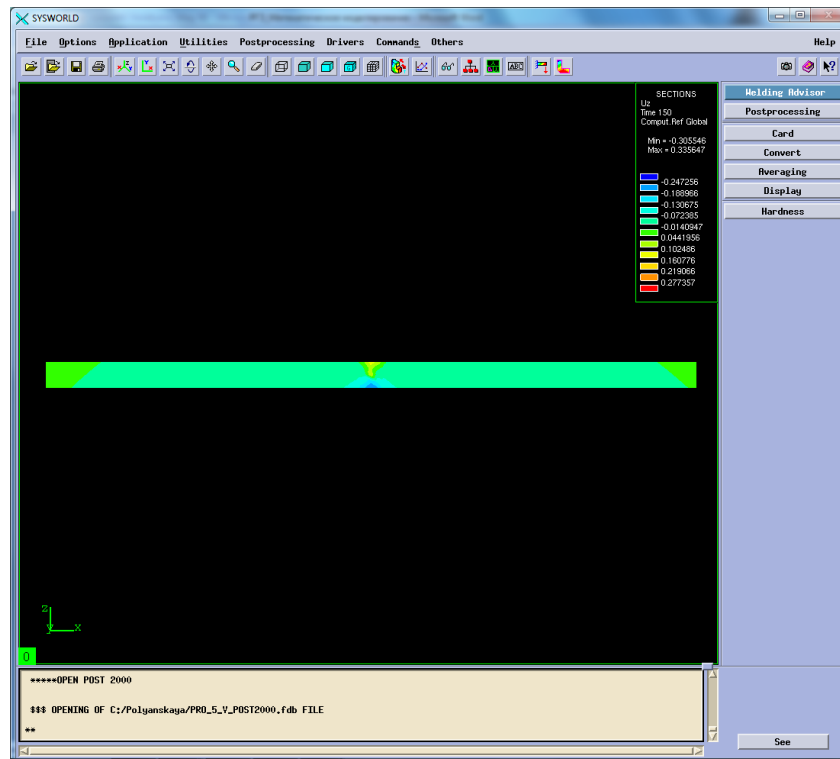 SYSWORLD
File Options Application Utilities Postprocessing Drivers Commands Others Help
ABC
SECTIONS
Uz
Time 150
Comput.Ref Global
Min = -0.305546
Max = 0.335647
-0.247256
-0.188966
-0.130675
-0.072385
-0.0140947
0.0441956
0.102486
0.160776
0.219066
0.277357
Welding Advisor
Postprocessing
Card
Convert
Averaging
Display
Hardness
z
y x
0
*****OPEN POST 2000
$$$ OPENING OF C:/Polyanskaya/PRO_5_V_POST2000.fdb FILE
**
See